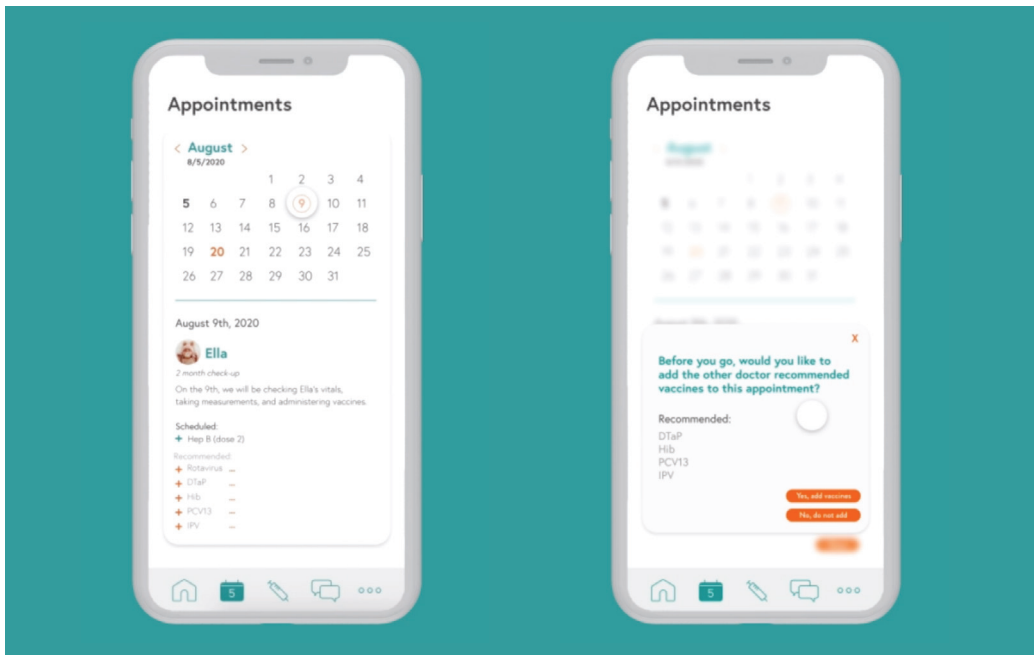 Appointments
< August >
8/5/2020
1 2 3 4
5 6 7 8 9 10 11
12 13 14 15 16 17 18
19 20 21 22 23 24 25
26 27 28 29 30 31
August 9th, 2020
Ella
2 month check-up
On the 9th, we will be checking Ella's vitals,
taking measurements, and administering vaccines.
Scheduled:
+ Hep B (dose 2)
Recommended
+ Rotavirus –
+ DTaP –
+ Hib –
+ PCV13 –
+ IPV –
5
Appointments
August
X
Before you go, would you like to
add the other doctor recommended
vaccines to this appointment?
Recommended:
DTaP
Hib
PCV13
IPV
Yes, add vaccines
No, do not add
5